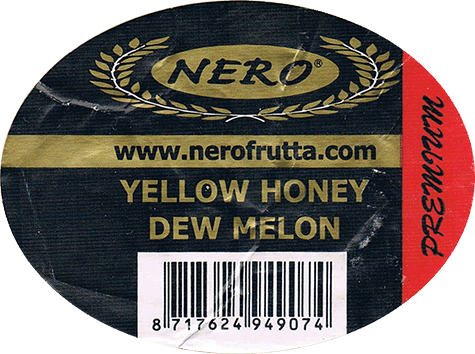 NERO®
www.nerofrutta.com
YELLOW HONEY
DEW MELON
PREMIUM
8 717624 949074